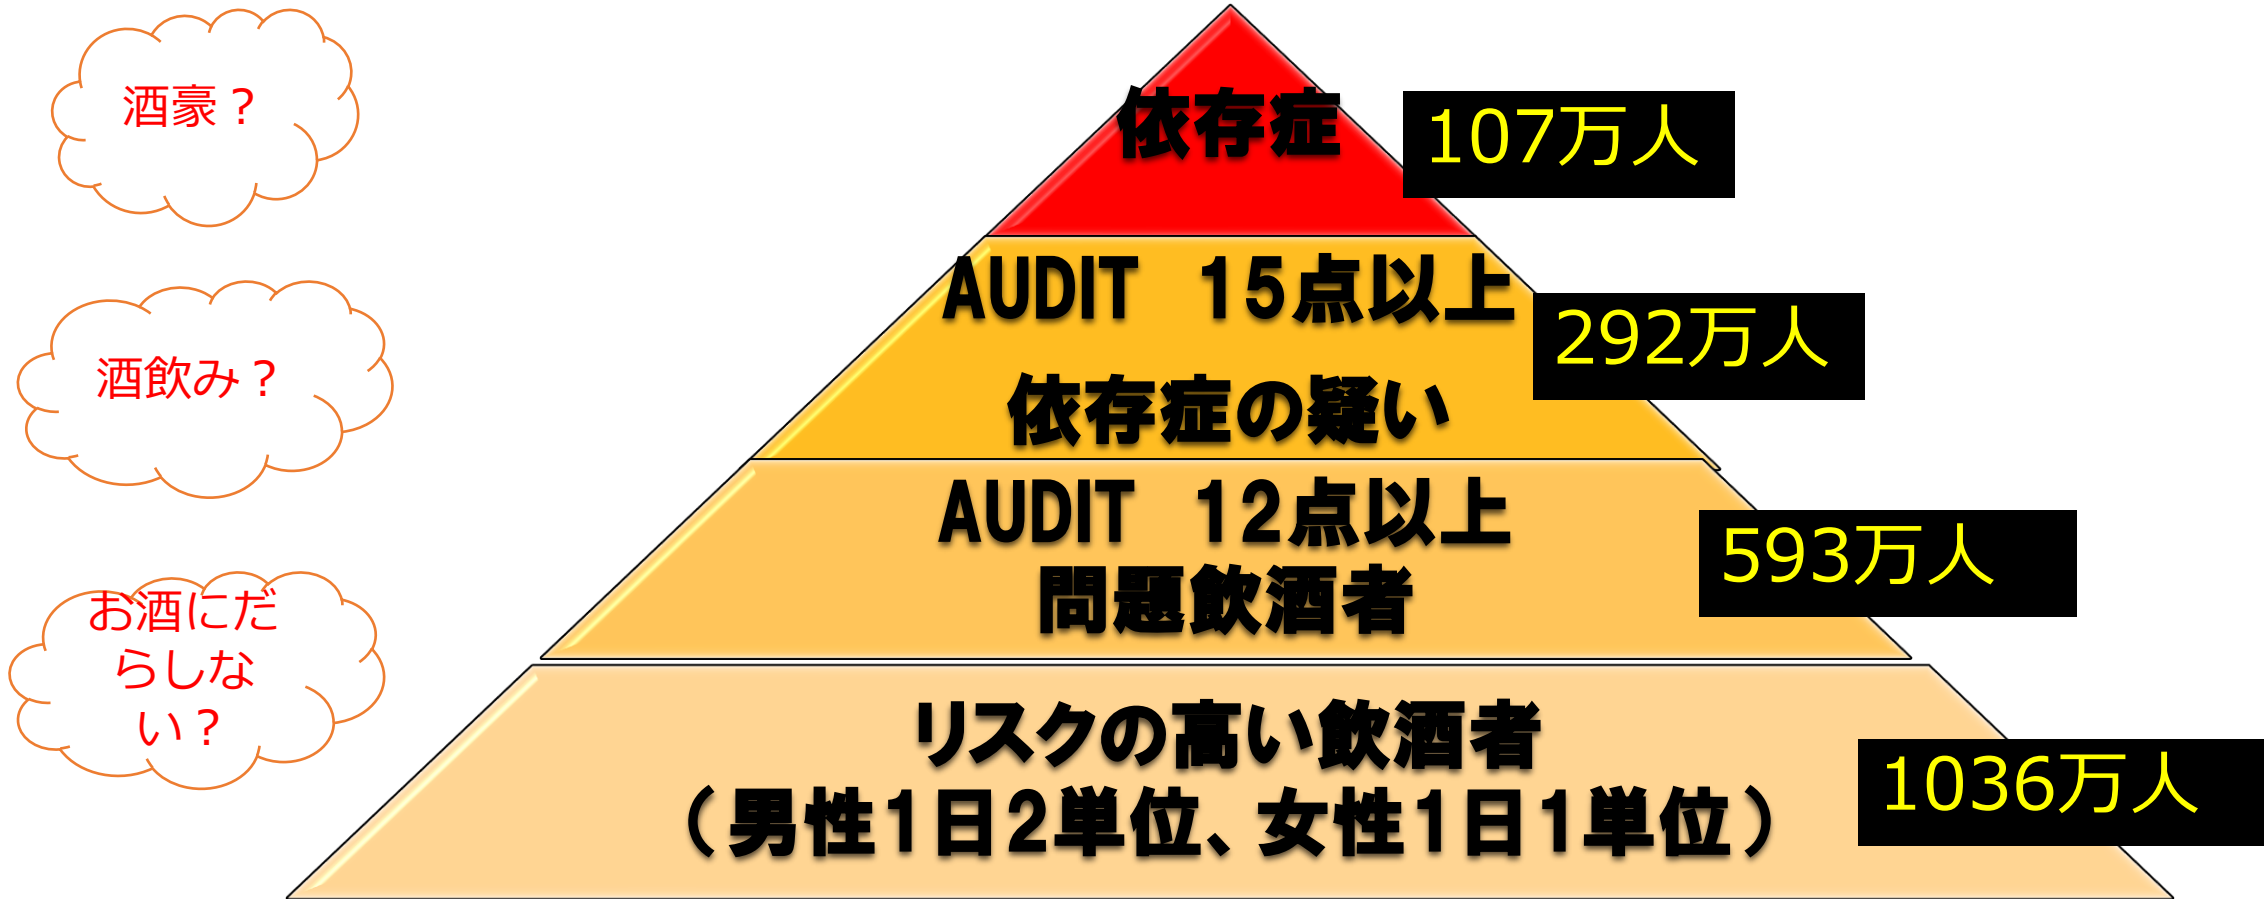 酒豪？
依存症
107万人
AUDIT　15点以上
292万人
酒飲み？
依存症の疑い
AUDIT　12点以上
593万人
問題飲酒者
お酒にだ
らしな
い？
リスクの高い飲酒者
1036万人
（男性1日2単位、女性1日1単位）